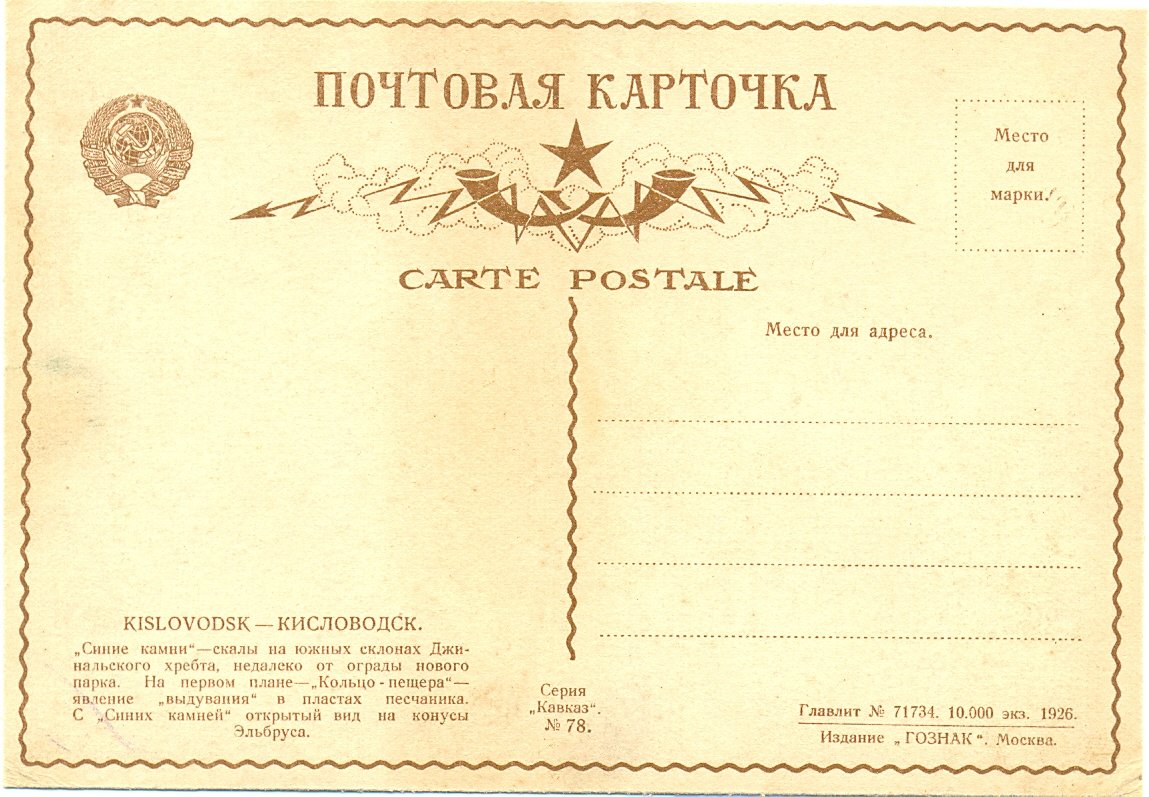 ПОЧТОВАЯ КАРТОЧКА
Место
для
марки.
CARTE POSTALE
Место для адреса.
KISLOVODSK — КИСЛОВОДСК.
„Синие камни“—скалы на южных склонах Джи-
нальского хребта, недалеко от ограды нового
парка. На первом плане—„Кольцо-пещера“—
явление „выдувания“ в пластах песчаника.
С „Синих камней“ открытый вид на конусы
Эльбруса.
Серия
„Кавказ“.
№ 78.
Главлит № 71734. 10.000 экз. 1926.
Издание „ГОЗНАК“. Москва.